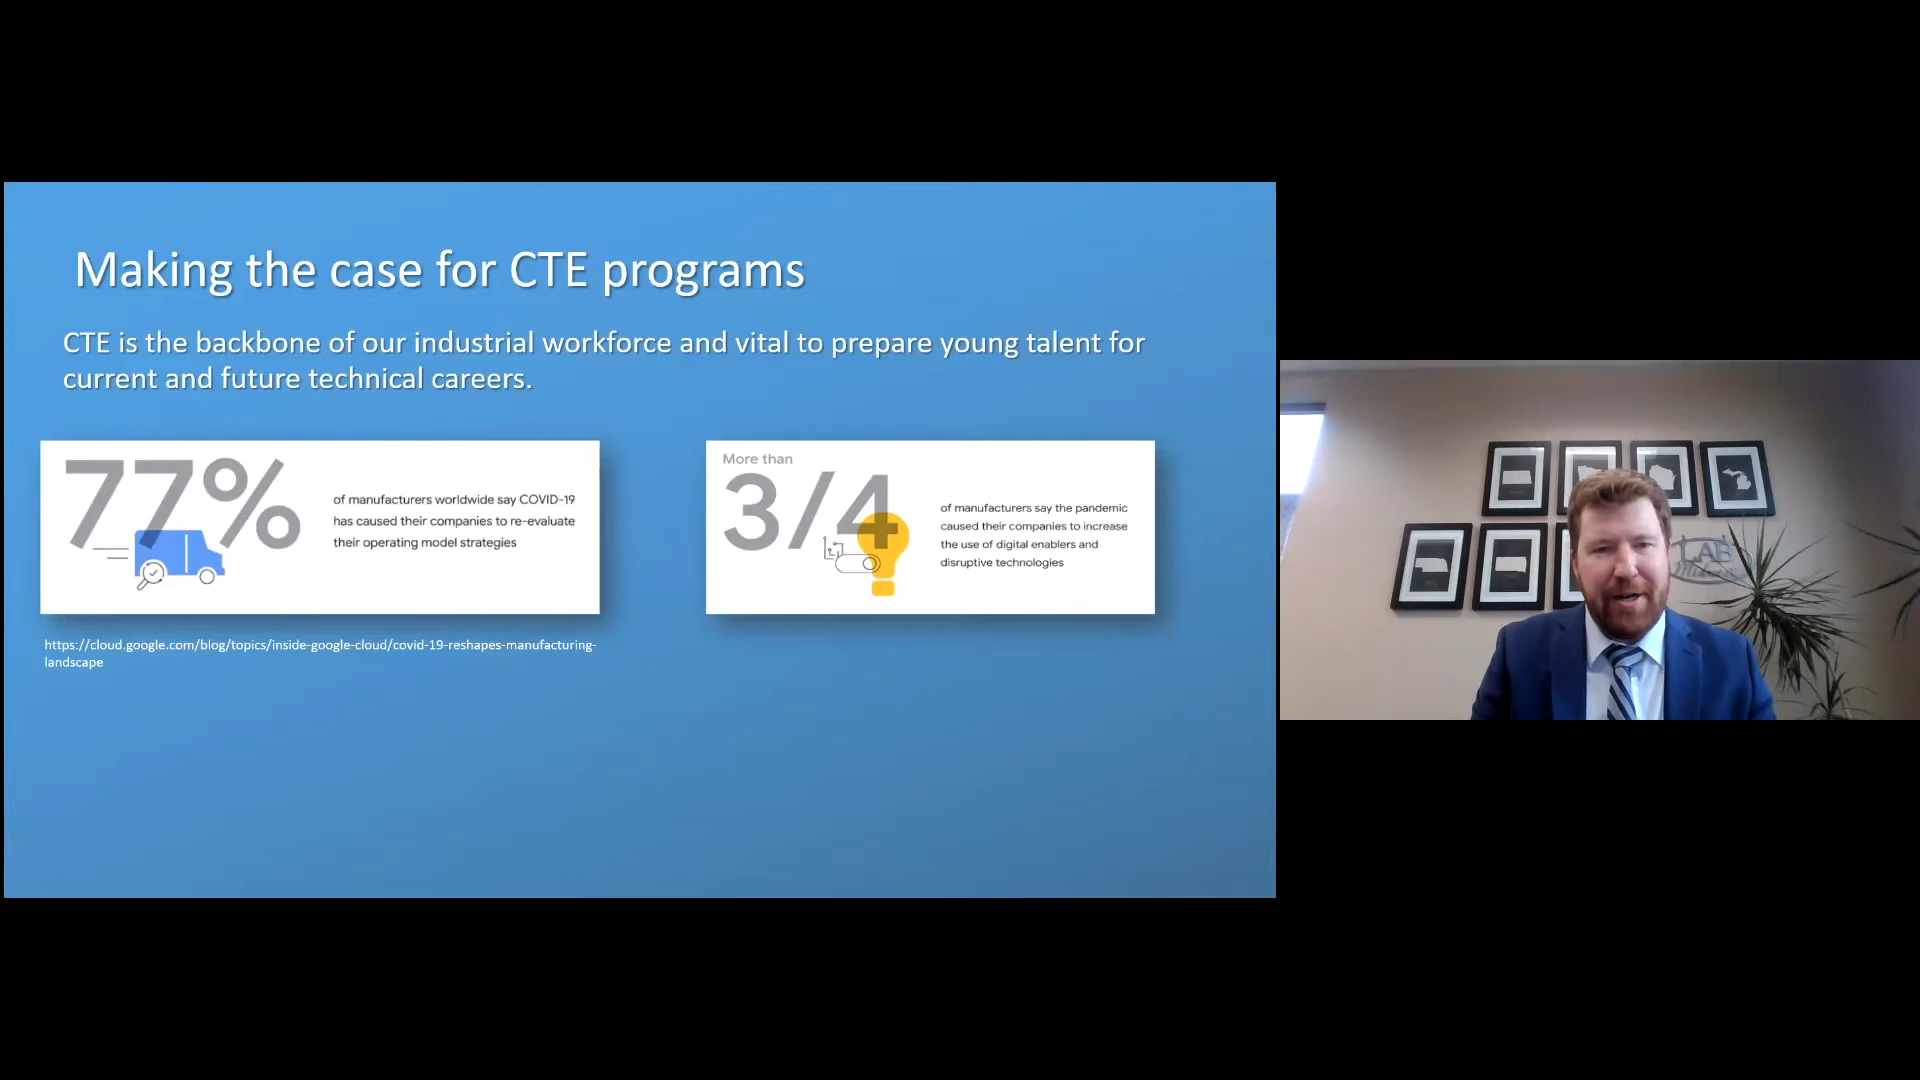 Making the case for CTE programs
CTE is the backbone of our industrial workforce and vital to prepare young talent for
current and future technical careers.
77%
of manufacturers worldwide say COVID-19
has caused their companies to re-evaluate
their operating model strategies
More than
3/4
of manufacturers say the pandemic
caused their companies to increase
the use of digital enablers and
disruptive technologies
https://cloud.google.com/blog/topics/inside-google-cloud/covid-19-reshapes-manufacturing-
landscape
LAB